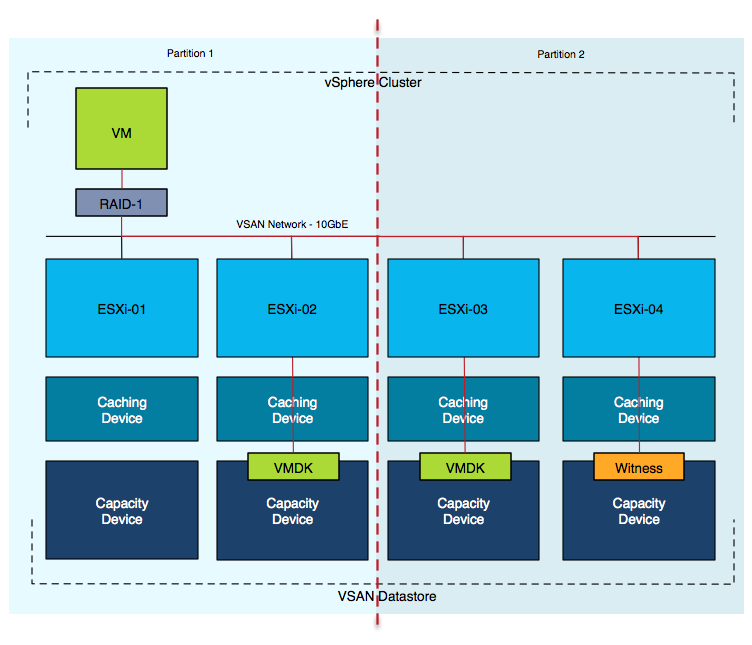 Partition 1
Partition 2
vSphere Cluster
VM
RAID-1
VSAN Network - 10GbE
ESXi-01
ESXi-02
ESXi-03
ESXi-04
Caching
Device
Caching
Device
Caching
Device
Caching
Device
VMDK
VMDK
Witness
Capacity
Device
Capacity
Device
Capacity
Device
Capacity
Device
VSAN Datastore